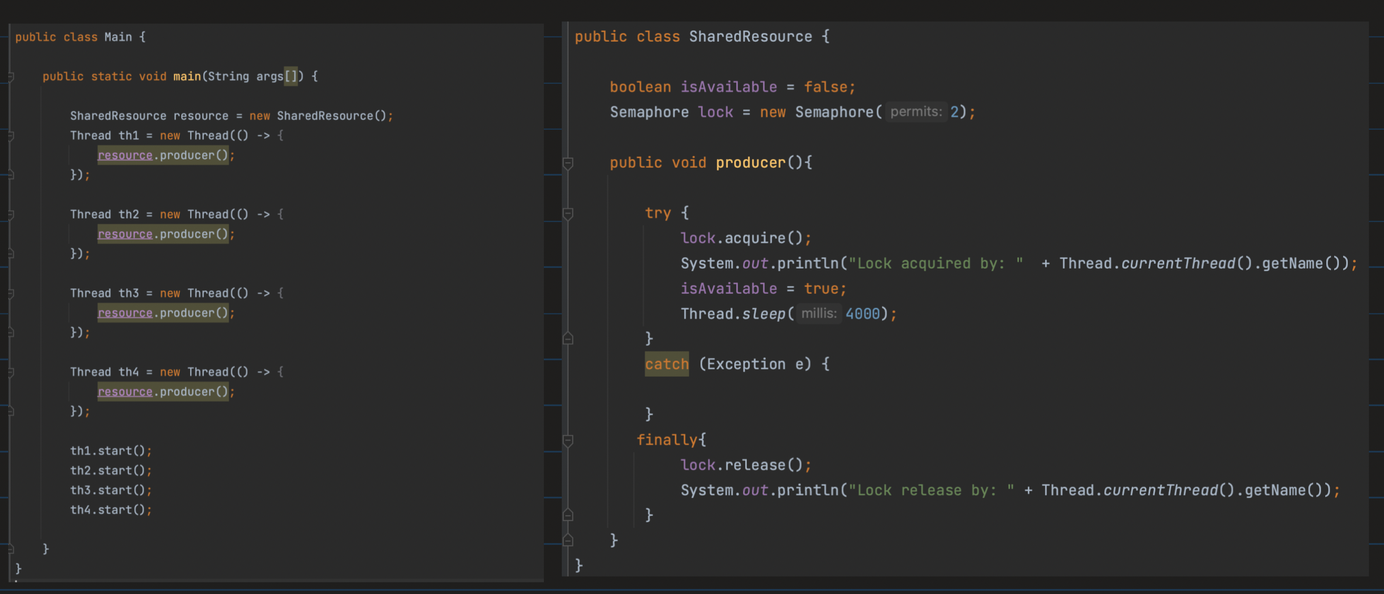 public class Main {
public static void main(String args[]) {
SharedResource resource = new SharedResource();
Thread th1 = new Thread(() -> {
resource.producer();
});
Thread th2 = new Thread(() -> {
resource.producer();
});
Thread th3 = new Thread(() -> {
resource.producer();
});
Thread th4 = new Thread(() -> {
resource.producer();
});
th1.start();
th2.start();
th3.start();
th4.start();
}
}
public class SharedResource {
boolean isAvailable = false;
Semaphore lock = new Semaphore( permits: 2);
public void producer(){
try {
lock.acquire();
System.out.println("Lock acquired by: "  + Thread.currentThread().getName());
isAvailable = true;
Thread.sleep( millis: 4000);
}
catch (Exception e) {
}
finally{
lock.release();
System.out.println("Lock release by: " + Thread.currentThread().getName());
}
}
}